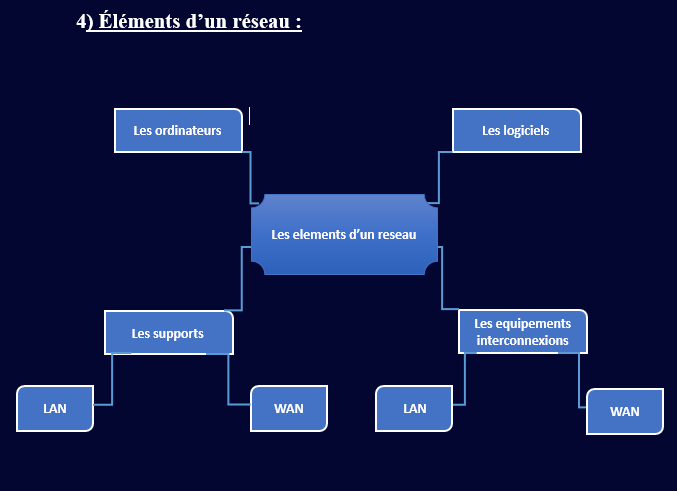 4) Éléments d’un réseau :
Les ordinateurs
Les logiciels
Les elements d’un reseau
Les supports
Les equipements
interconnexions
LAN
WAN
LAN
WAN